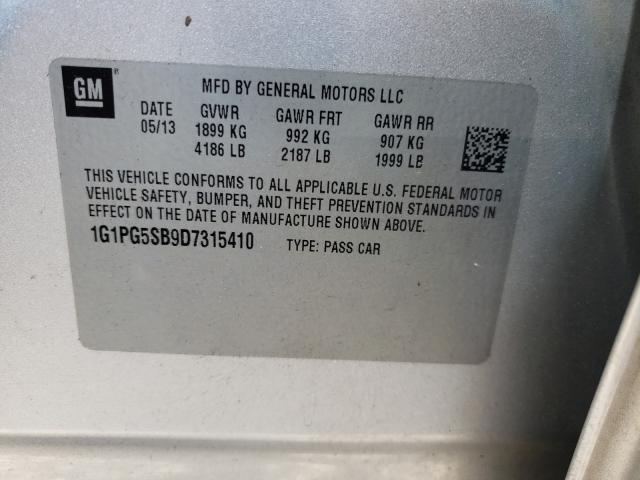 GM
MFD BY GENERAL MOTORS LLC
DATE GVWR GAWR FRT GAWR RR
05/13 1899 KG 992 KG 907 KG
4186 LB 2187 LB 1999 LB
THIS VEHICLE CONFORMS TO ALL APPLICABLE U.S. FEDERAL MOTOR
VEHICLE SAFETY, BUMPER, AND THEFT PREVENTION STANDARDS IN
EFFECT ON THE DATE OF MANUFACTURE SHOWN ABOVE.
1G1PG5SB9D7315410 TYPE: PASS CAR